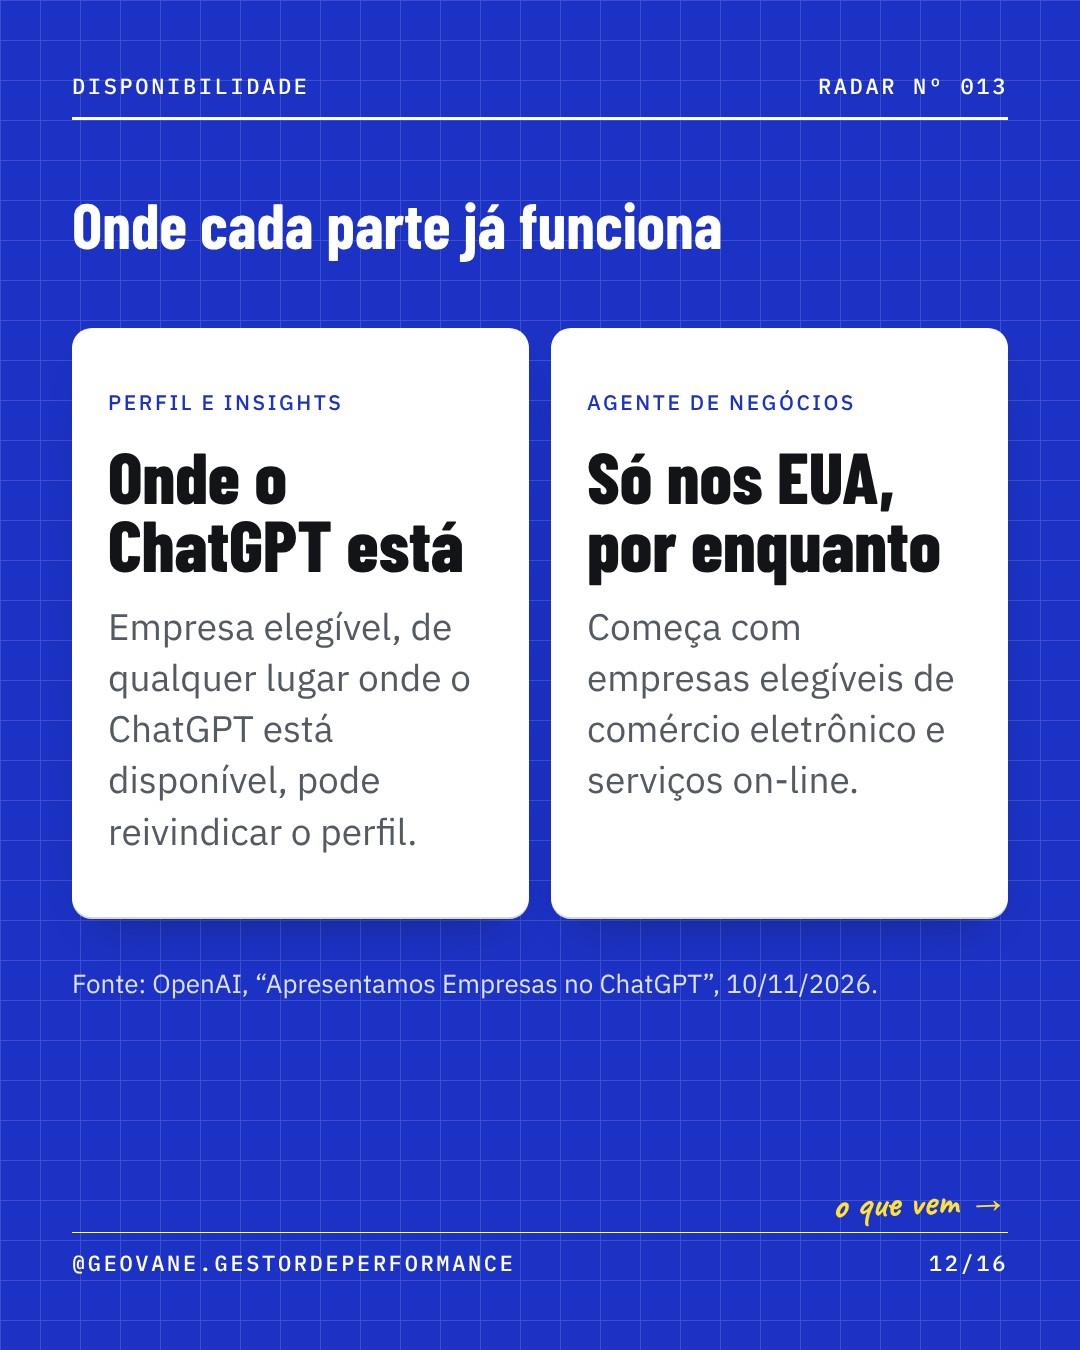 DISPONIBILIDADE
RADAR Nº 013
Onde cada parte já funciona
PERFIL E INSIGHTS
Onde o
ChatGPT está
Empresa elegível, de
qualquer lugar onde o
ChatGPT está
disponível, pode
reivindicar o perfil.
AGENTE DE NEGÓCIOS
Só nos EUA,
por enquanto
Começa com
empresas elegíveis de
comércio eletrônico e
serviços on-line.
Fonte: OpenAI, “Apresentamos Empresas no ChatGPT”, 10/11/2026.
o que vem →
@GEOVANE.GESTORDEPERFORMANCE
12/16